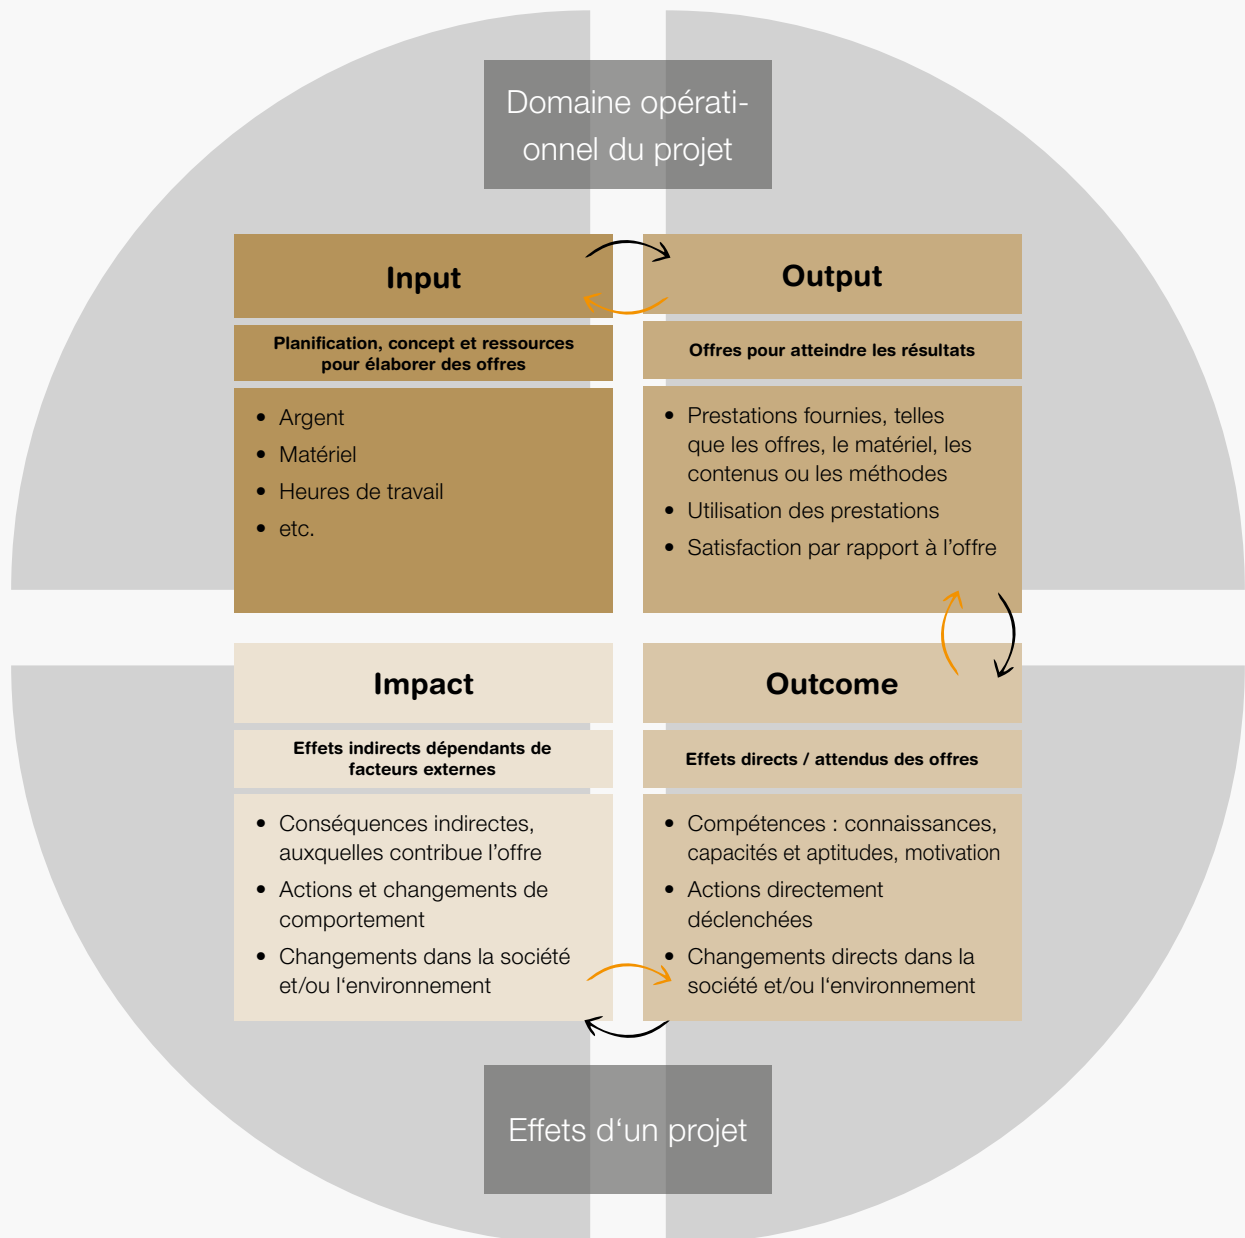 Domaine opérati-
onnel du projet
Input
Planification, concept et ressources
pour élaborer des offres
• Argent
• Matériel
• Heures de travail
• etc.
Output
Offres pour atteindre les résultats
• Prestations fournies, telles
que les offres, le matériel, les
contenus ou les méthodes
• Utilisation des prestations
• Satisfaction par rapport à l’offre
Impact
Effets indirects dépendants de
facteurs externes
• Conséquences indirectes,
auxquelles contribue l’offre
• Actions et changements de
comportement
• Changements dans la société
et/ou l‘environnement
Outcome
Effets directs / attendus des offres
• Compétences : connaissances,
capacités et aptitudes, motivation
• Actions directement
déclenchées
• Changements directs dans la
société et/ou l‘environnement
Effets d‘un projet